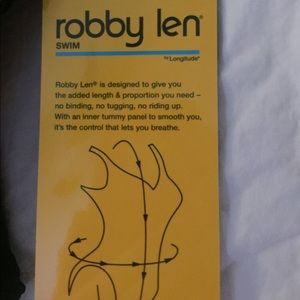 robby len®
SWIM
by Longitude®
Robby Len® is designed to give you
the added length & proportion you need –
no binding, no tugging, no riding up.
With an inner tummy panel to smooth you,
it's the control that lets you breathe.